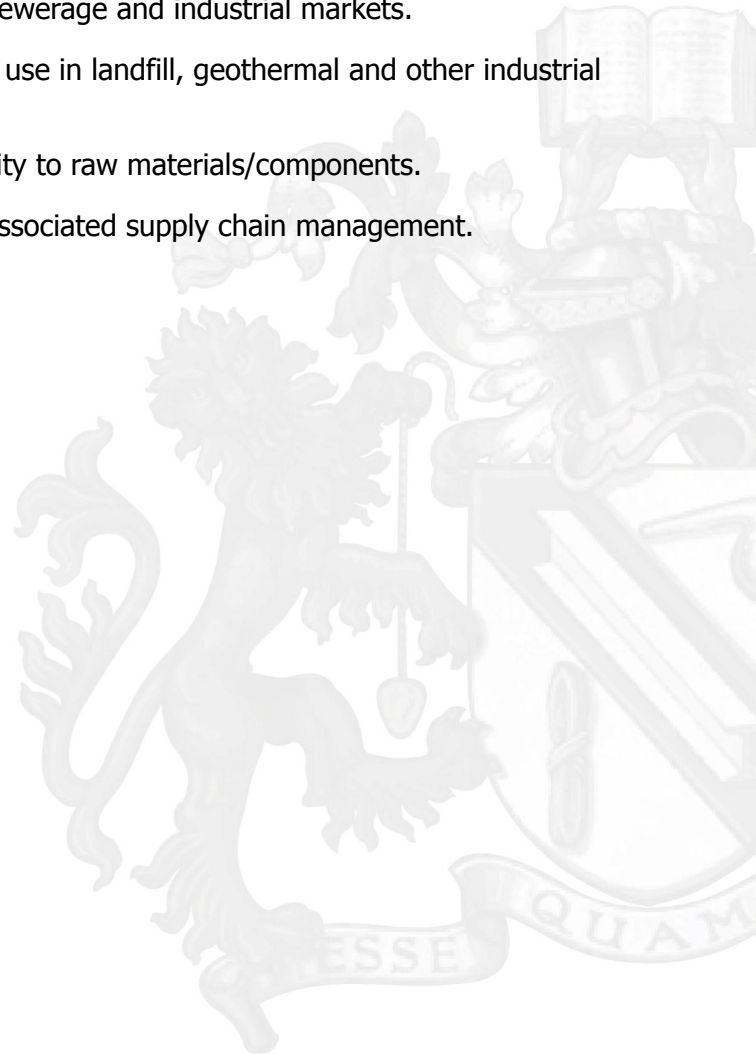 ewerage and industrial markets.
use in landfill, geothermal and other industrial
ity to raw materials/components.
ssociated supply chain management.
ESSE QUAM